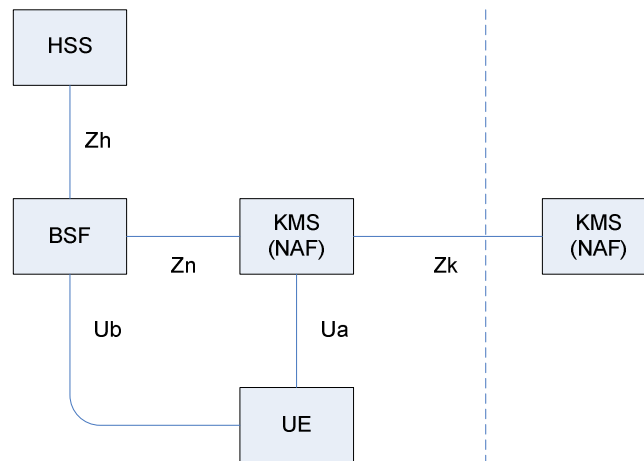 HSS
Zh
BSF
KMS
(NAF)
KMS
(NAF)
Zn
Zk
Ub
Ua
UE